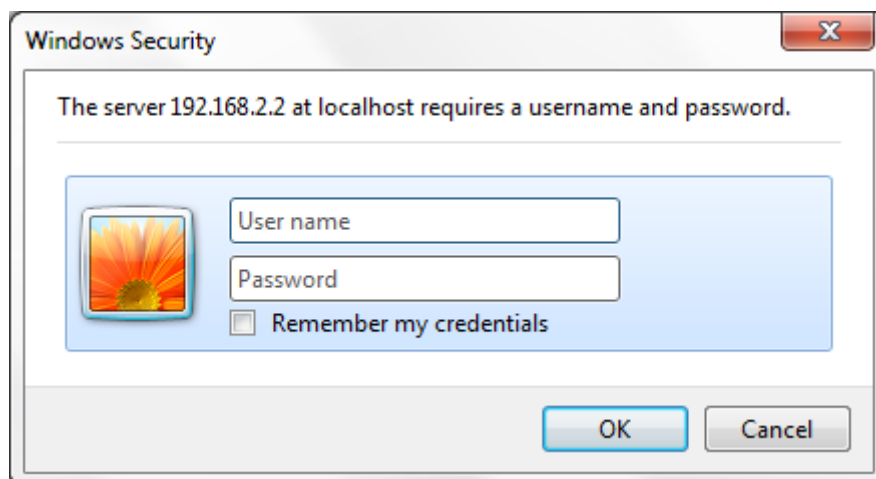 Windows Security
The server 192.168.2.2 at localhost requires a username and password.
User name
Password
Remember my credentials
OK Cancel